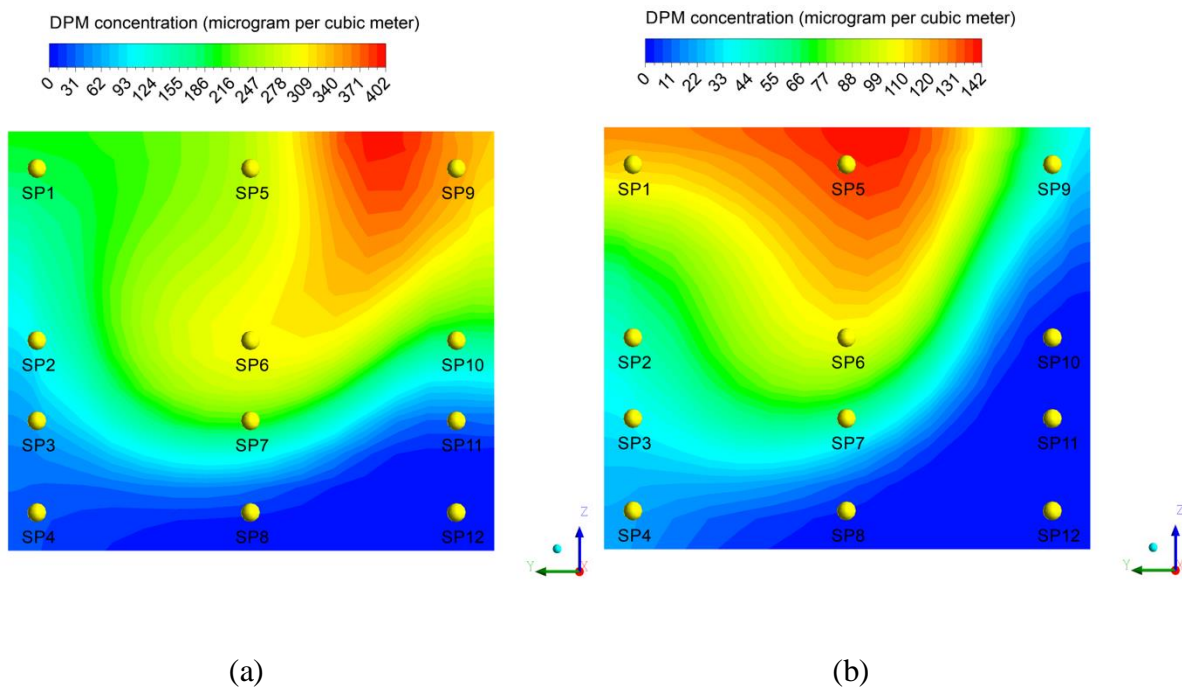 DPM concentration (microgram per cubic meter)
0 31 62 93 124 155 186 216 247 278 309 340 371 402
SP1 SP5 SP9
SP2 SP6 SP10
SP3 SP7 SP11
SP4 SP8 SP12
Z
Y X
(a)
DPM concentration (microgram per cubic meter)
0 11 22 33 44 55 66 77 88 99 110 120 131 142
SP1 SP5 SP9
SP2 SP6 SP10
SP3 SP7 SP11
SP4 SP8 SP12
Z
Y X
(b)